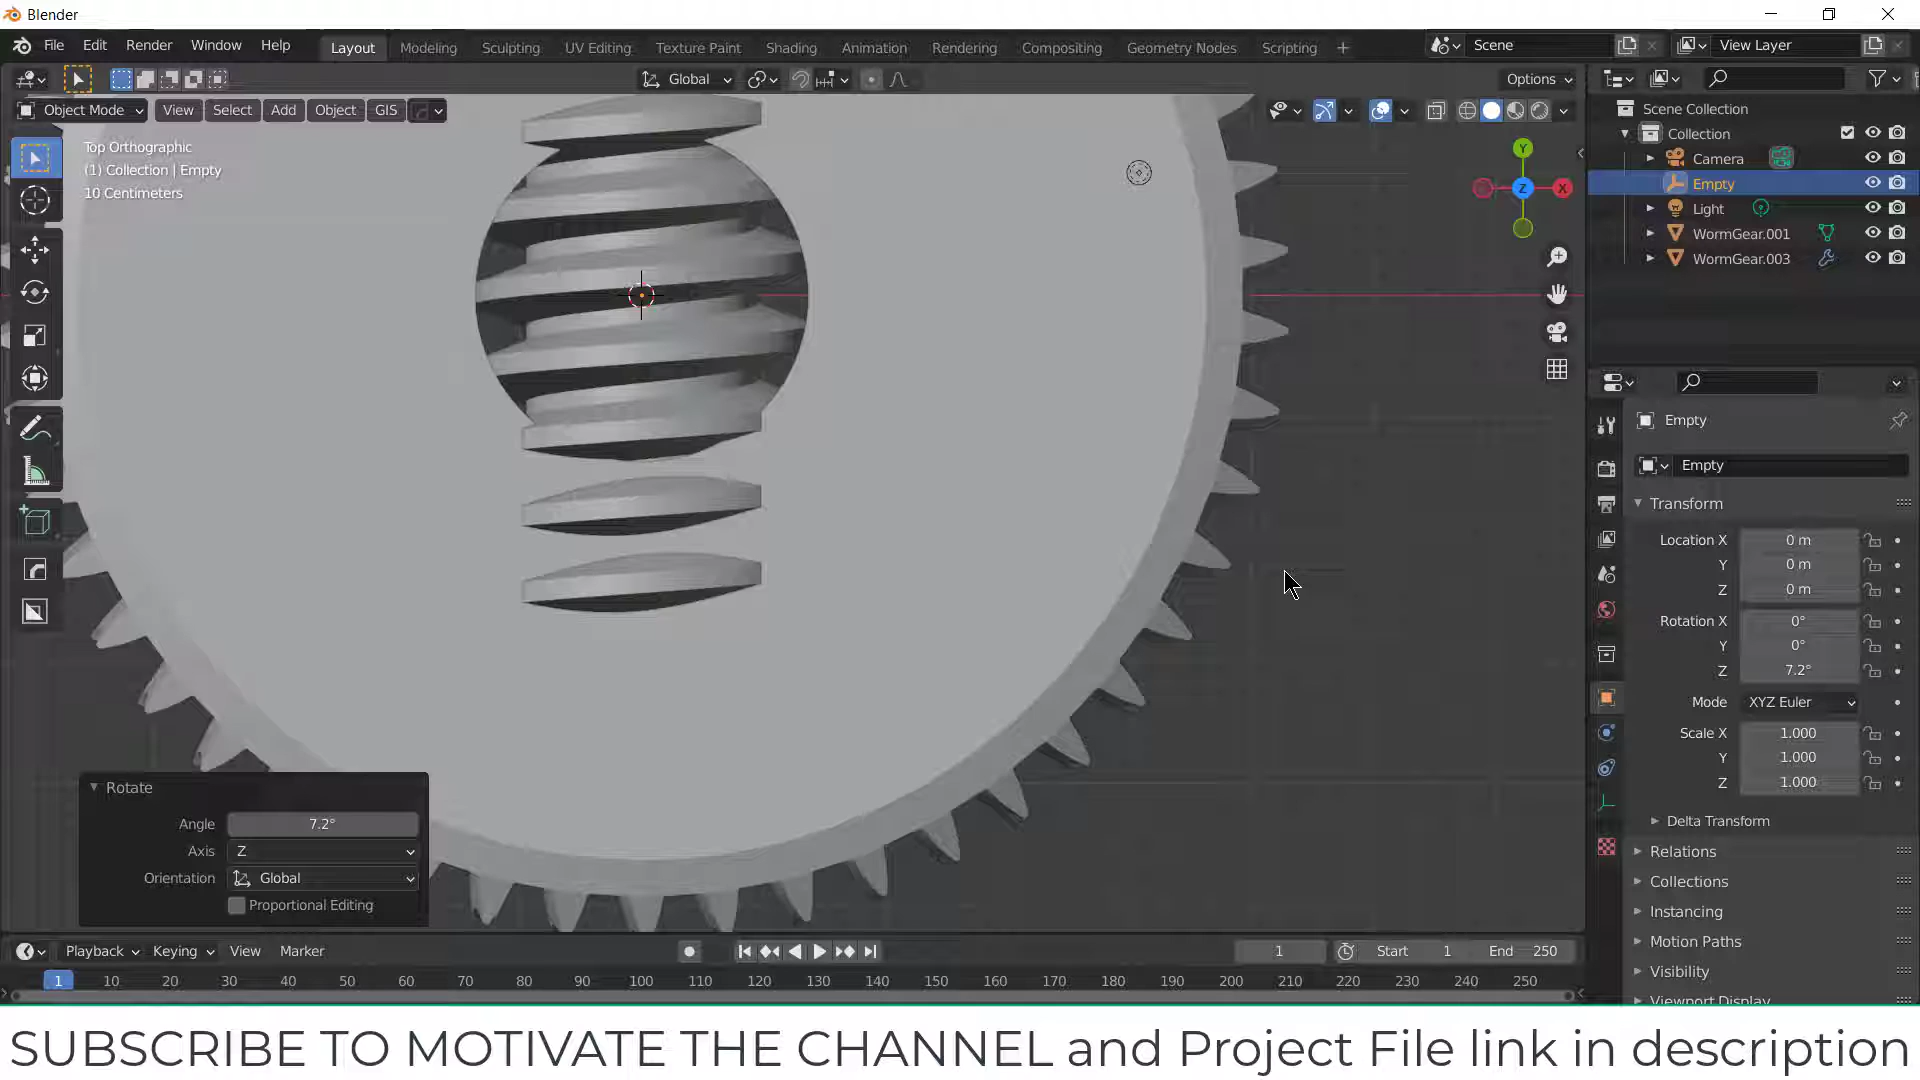 Blender
File Edit Render Window Help Layout Modeling Sculpting UV Editing Texture Paint Shading Animation Rendering Compositing Geometry Nodes Scripting + Scene View Layer
Global Options
Object Mode View Select Add Object GIS
Top Orthographic
(1) Collection | Empty
10 Centimeters
Y
Z
X
Scene Collection
Collection
Camera
Empty
Light
WormGear.001
WormGear.003
Empty
Empty
Transform
Location X 0 m
Y 0 m
Z 0 m
Rotation X 0°
Y 0°
Z 7.2°
Mode XYZ Euler
Scale X 1.000
Y 1.000
Z 1.000
Delta Transform
Relations
Collections
Instancing
Motion Paths
Visibility
Viewport Display
Rotate
Angle 7.2°
Axis Z
Orientation Global
Proportional Editing
Playback Keying View Marker 1 Start 1 End 250
1 10 20 30 40 50 60 70 80 90 100 110 120 130 140 150 160 170 180 190 200 210 220 230 240 250
SUBSCRIBE TO MOTIVATE THE CHANNEL and Project File link in description